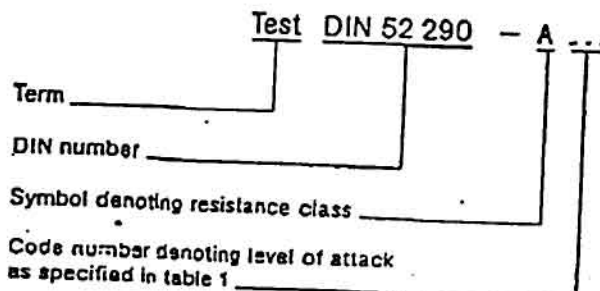 Test DIN 52 290 – A ...
Term
DIN number
Symbol denoting resistance class
Code number denoting level of attack
as specified in table 1